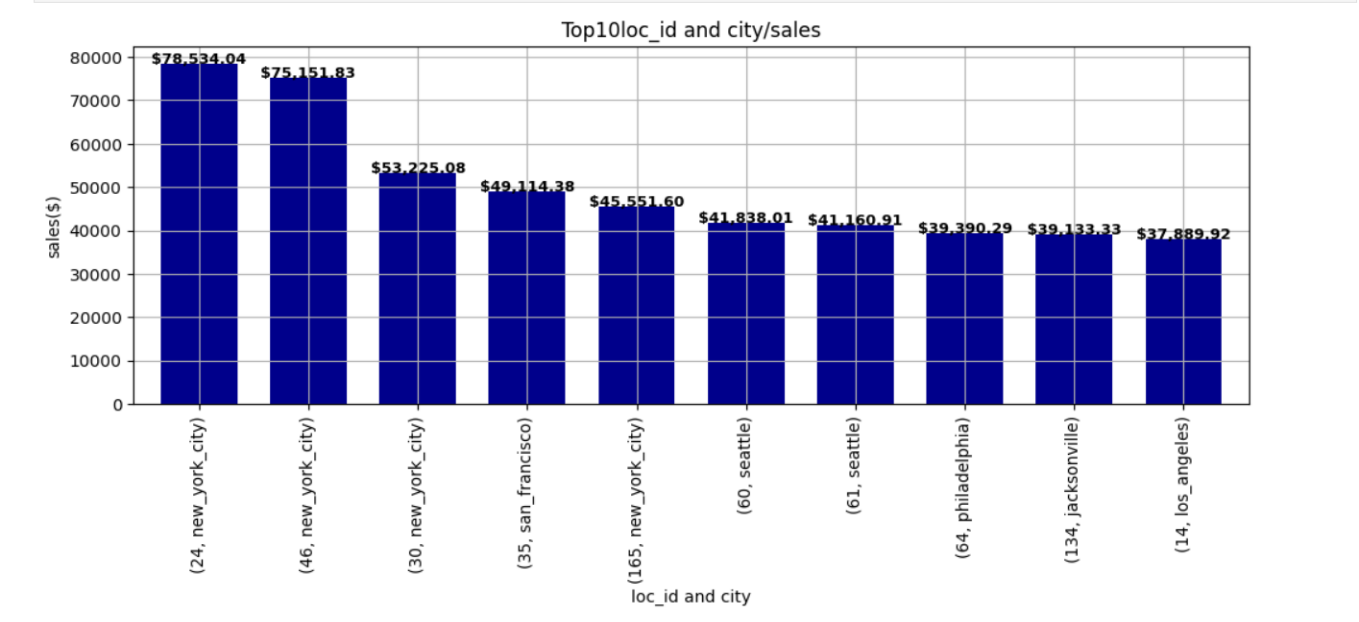 Top10loc_id and city/sales
80000
70000
60000
50000
40000
30000
20000
10000
0
sales($)
$78,534.04
$75,151.83
$53,225.08
$49,114.38
$45,551.60
$41,838.01
$41,160.91
$39,390.29
$39,133.33
$37,889.92
(24, new_york_city)
(46, new_york_city)
(30, new_york_city)
(35, san_francisco)
(165, new_york_city)
(60, seattle)
(61, seattle)
(64, philadelphia)
(134, jacksonville)
(14, los_angeles)
loc_id and city